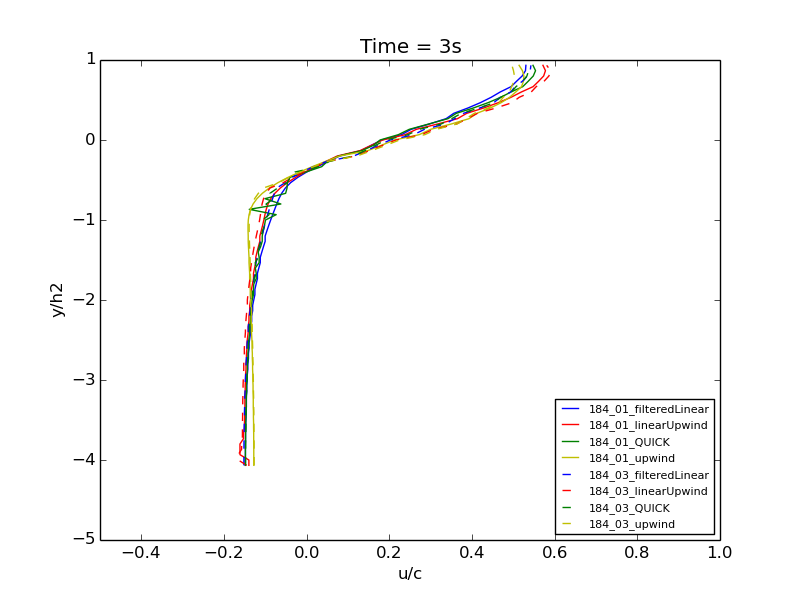 Time = 3s
1
0
−1
−2
−3
−4
−5
y/h2
−0.4
−0.2
0.0
0.2
0.4
0.6
0.8
1.0
u/c
184_01_filteredLinear
184_01_linearUpwind
184_01_QUICK
184_01_upwind
184_03_filteredLinear
184_03_linearUpwind
184_03_QUICK
184_03_upwind